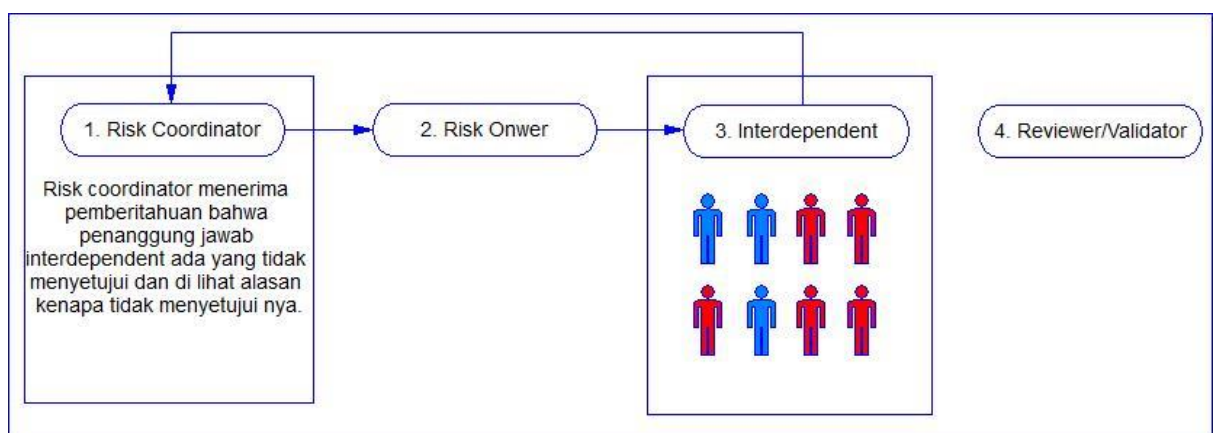 1. Risk Coordinator
2. Risk Onwer
3. Interdependent
4. Reviewer/Validator
Risk coordinator menerima
pemberitahuan bahwa
penanggung jawab
interdependent ada yang tidak
menyetujui dan di lihat alasan
kenapa tidak menyetujui nya.